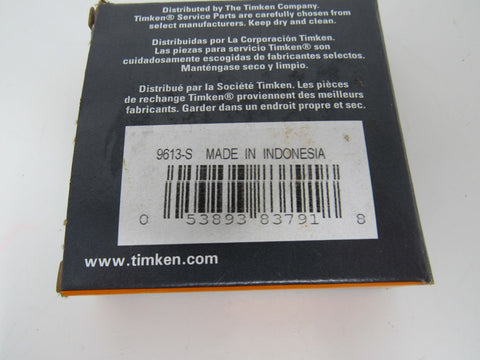 Distributed by The Timken Company.
Timken® Service Parts are carefully chosen from
select manufacturers. Keep dry and clean.
Distribuidas por La Corporación Timken.
Las piezas para servicio Timken® son
cuidadosamente escogidas de fabricantes selectos.
Manténgase seco y limpio.
Distribué par la Société Timken. Les pièces
de rechange Timken® proviennent des meilleurs
fabricants. Garder dans un endroit propre et sec.
9613-S MADE IN INDONESIA
0 53893 83791 8
www.timken.com